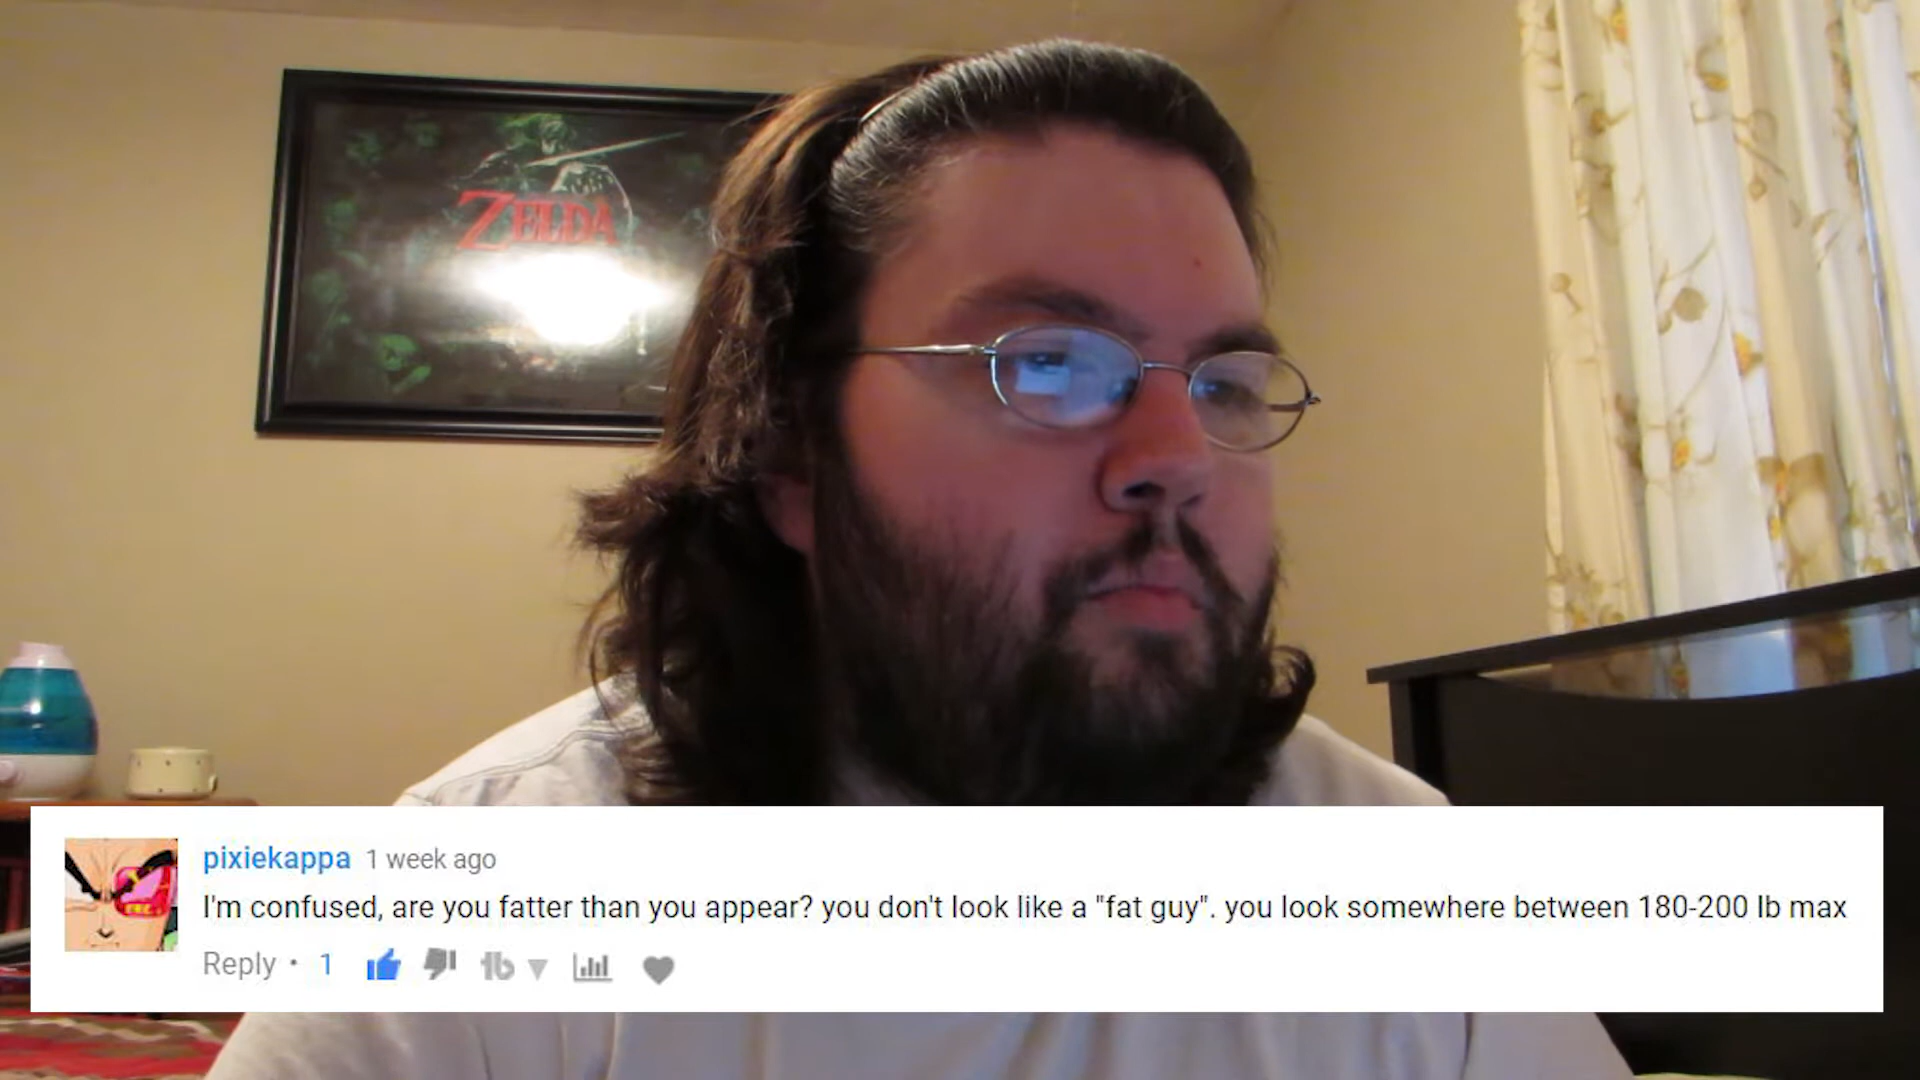 ZELDA
pixiekappa 1 week ago
I'm confused, are you fatter than you appear? you don't look like a "fat guy". you look somewhere between 180-200 lb max
Reply • 1